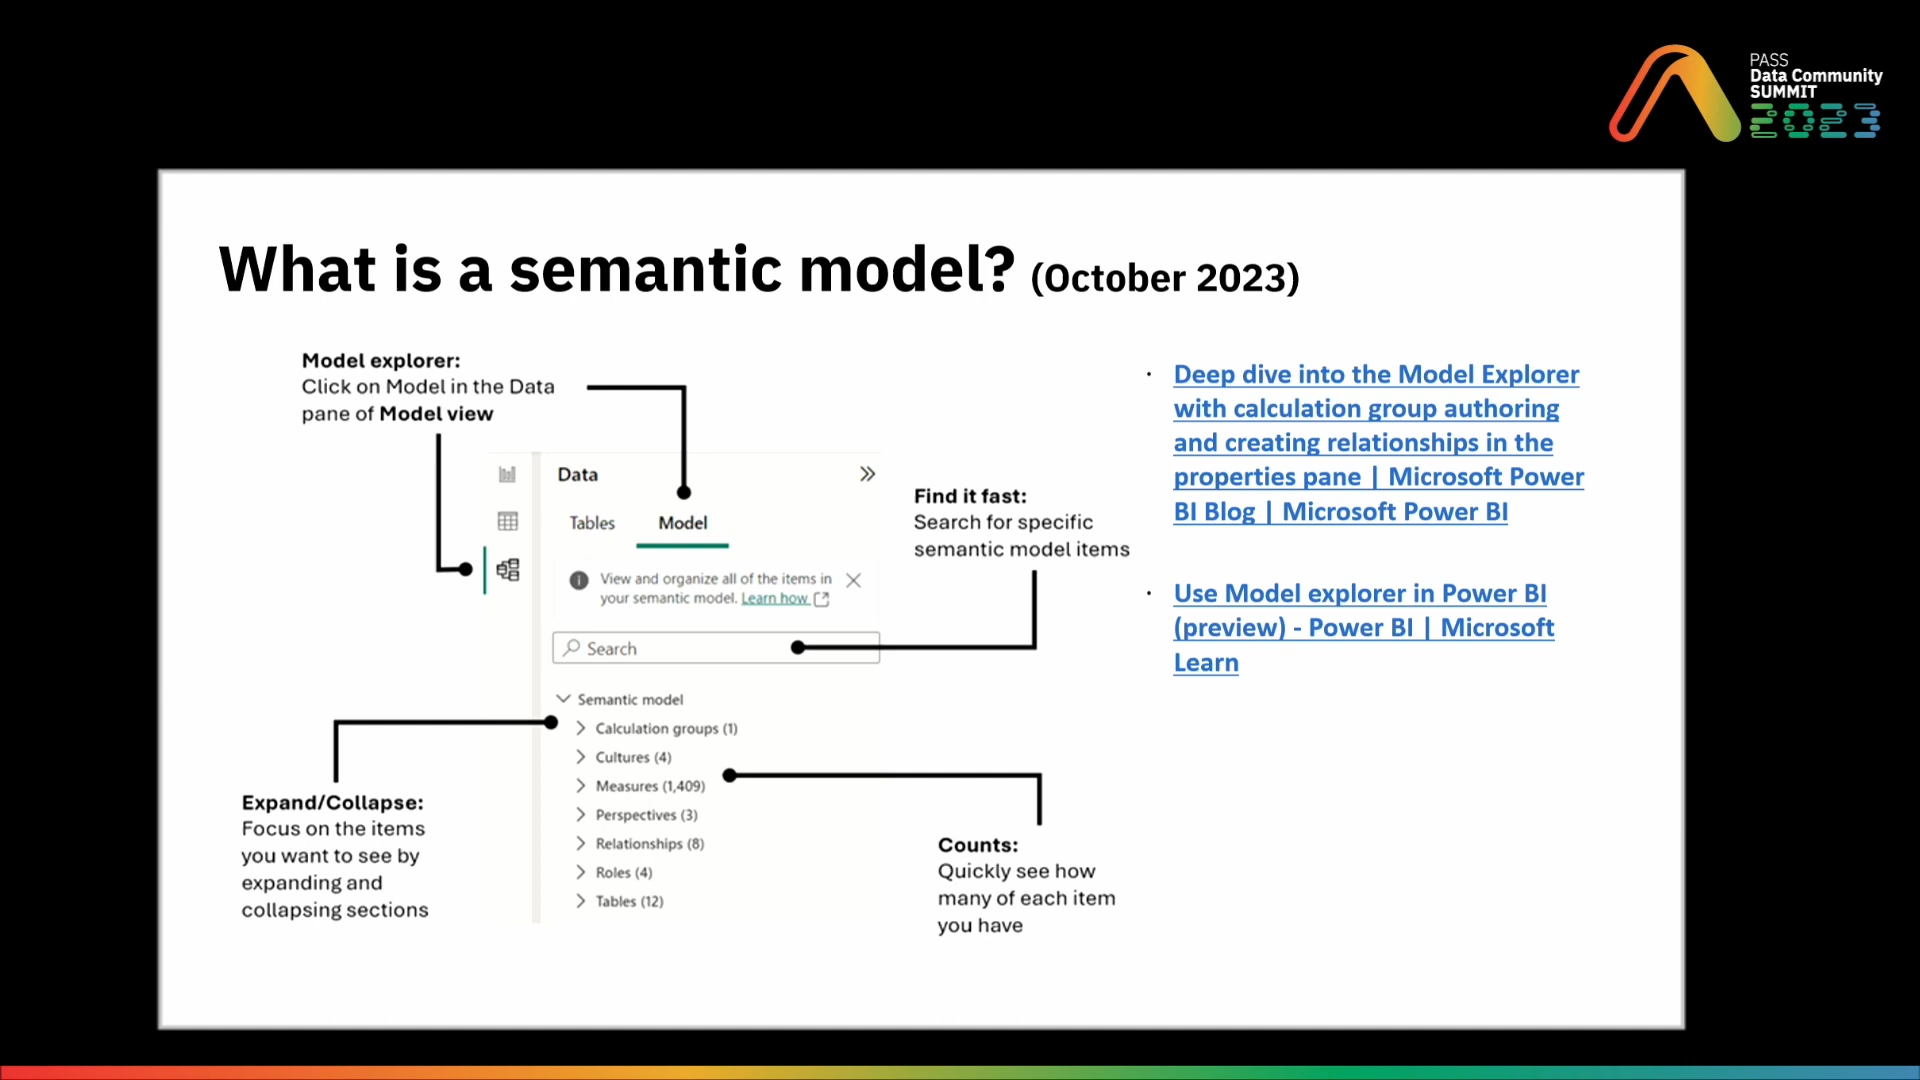 PASS
Data Community
SUMMIT
2023
What is a semantic model? (October 2023)
Model explorer:
Click on Model in the Data
pane of Model view
Data
Tables
Model
View and organize all of the items in
your semantic model. Learn how
Search
Semantic model
Calculation groups (1)
Cultures (4)
Measures (1,409)
Perspectives (3)
Relationships (8)
Roles (4)
Tables (12)
Find it fast:
Search for specific
semantic model items
Expand/Collapse:
Focus on the items
you want to see by
expanding and
collapsing sections
Counts:
Quickly see how
many of each item
you have
· Deep dive into the Model Explorer
with calculation group authoring
and creating relationships in the
properties pane | Microsoft Power
BI Blog | Microsoft Power BI
· Use Model explorer in Power BI
(preview) - Power BI | Microsoft
Learn